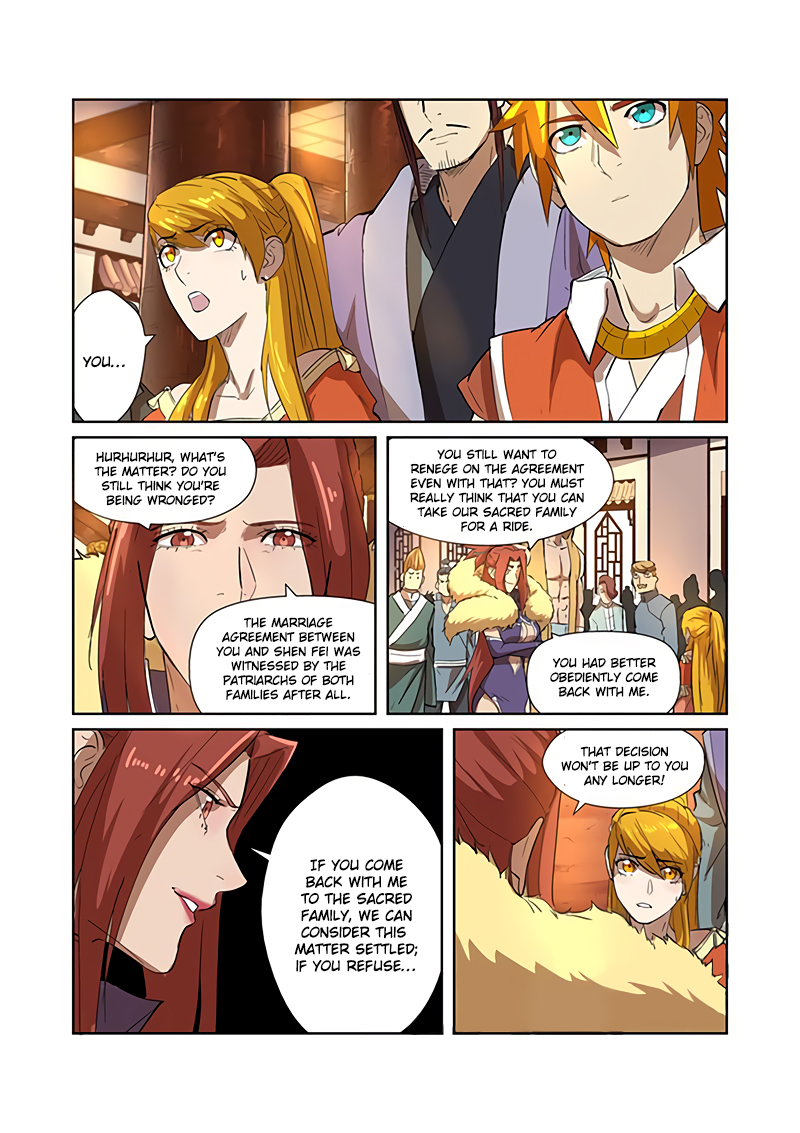 YOU...
HURHURHUR, WHAT'S
THE MATTER? DO YOU
STILL THINK YOU'RE
BEING WRONGED?
THE MARRIAGE
AGREEMENT BETWEEN
YOU AND SHEN FEI WAS
WITNESSED BY THE
PATRIARCHS OF BOTH
FAMILIES AFTER ALL.
YOU STILL WANT TO
RENEGE ON THE AGREEMENT
EVEN WITH THAT? YOU MUST
REALLY THINK THAT YOU CAN
TAKE OUR SACRED FAMILY
FOR A RIDE.
YOU HAD BETTER
OBEDIENTLY COME
BACK WITH ME.
IF YOU COME
BACK WITH ME
TO THE SACRED
FAMILY, WE CAN
CONSIDER THIS
MATTER SETTLED;
IF YOU REFUSE...
THAT DECISION
WON'T BE UP TO YOU
ANY LONGER!